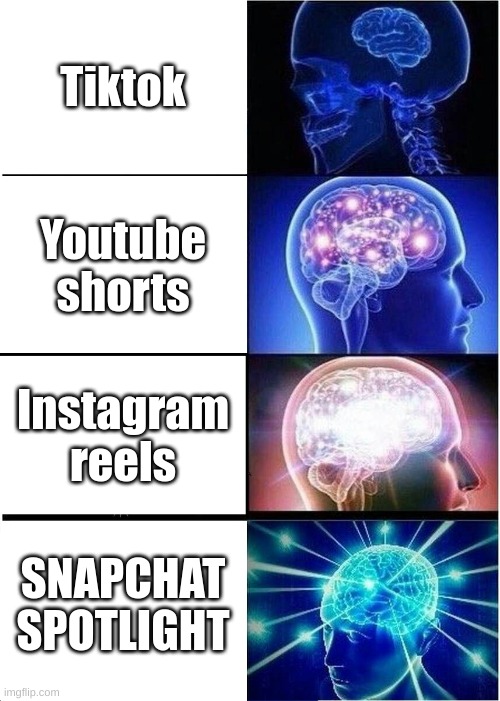 Tiktok
Youtube
shorts
Instagram
reels
SNAPCHAT
SPOTLIGHT
imgflip.com